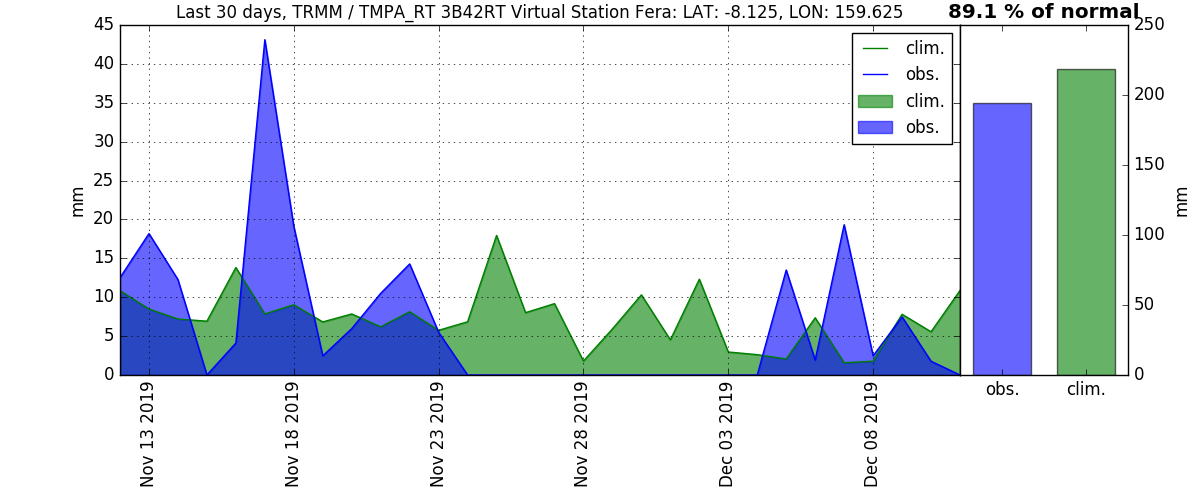 Last 30 days, TRMM / TMPA_RT 3B42RT Virtual Station Fera: LAT: -8.125, LON: 159.625
89.1 % of normal
45
40
35
30
25
20
15
10
5
0
mm
clim.
obs.
clim.
obs.
Nov 13 2019
Nov 18 2019
Nov 23 2019
Nov 28 2019
Dec 03 2019
Dec 08 2019
250
200
150
100
50
0
mm
obs.
clim.